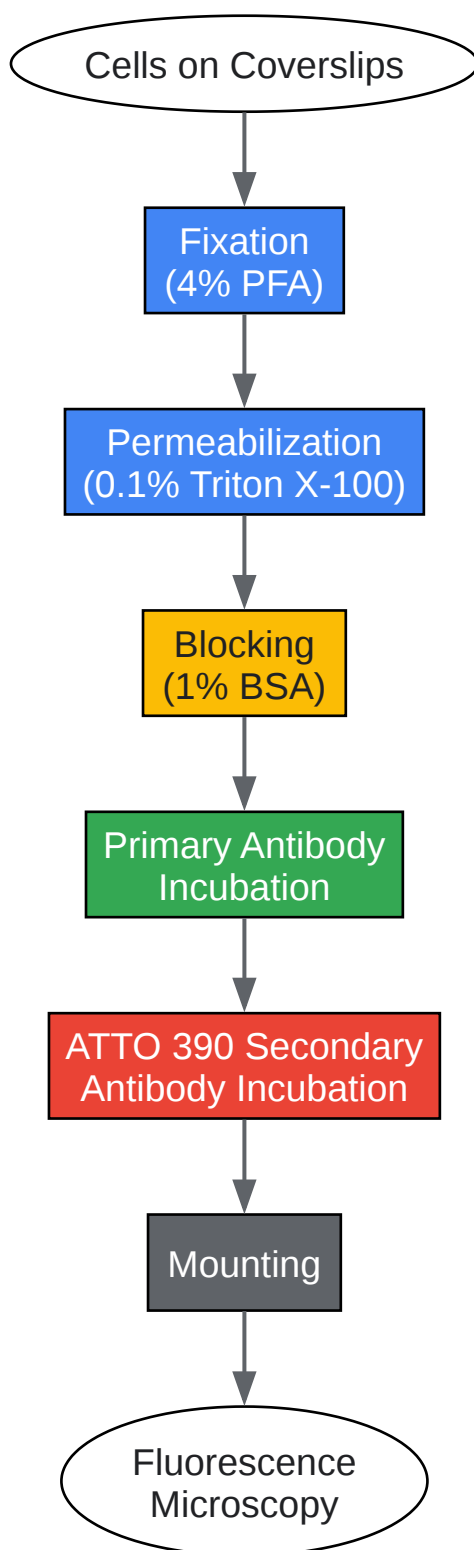 Cells on Coverslips
Fixation
(4% PFA)
Permeabilization
(0.1% Triton X-100)
Blocking
(1% BSA)
Primary Antibody
Incubation
ATTO 390 Secondary
Antibody Incubation
Mounting
Fluorescence
Microscopy